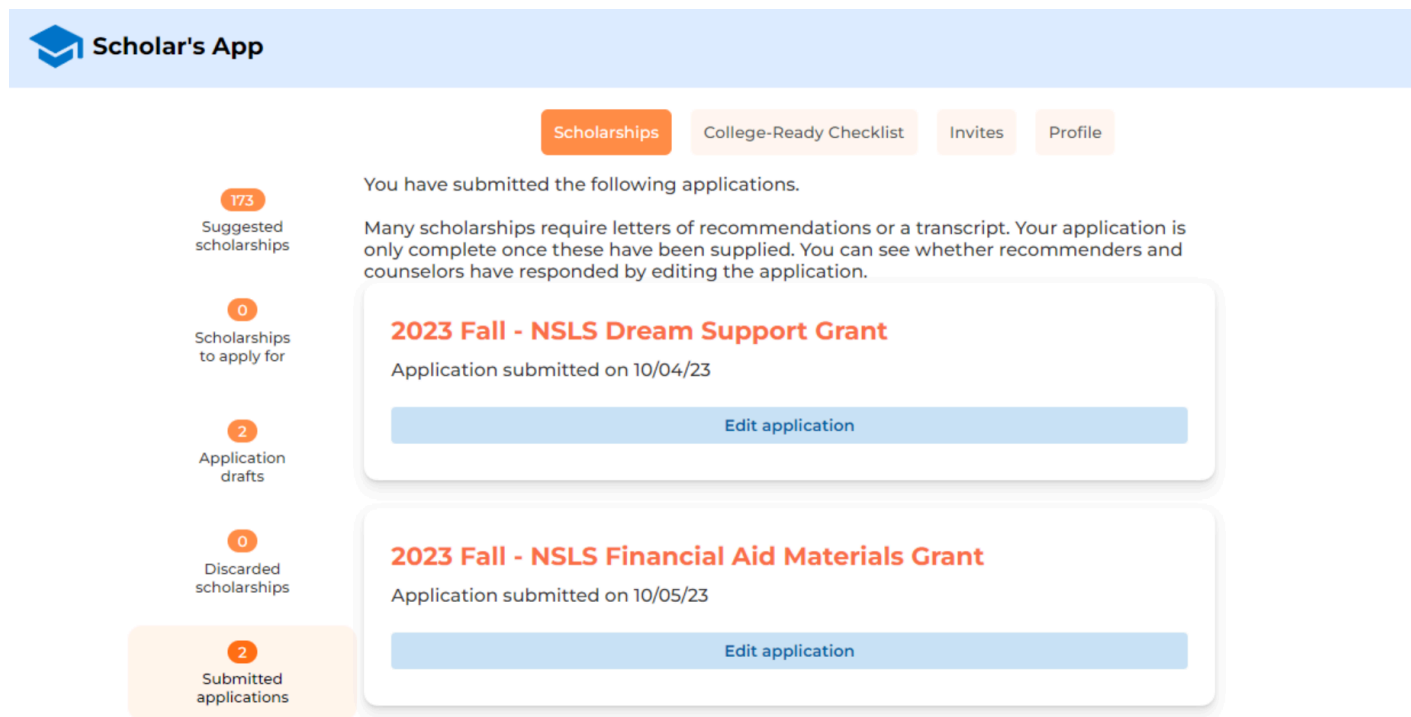 Scholar's App
Scholarships
College-Ready Checklist
Invites
Profile
173
Suggested
scholarships
0
Scholarships
to apply for
2
Application
drafts
0
Discarded
scholarships
2
Submitted
applications
You have submitted the following applications.
Many scholarships require letters of recommendations or a transcript. Your application is
only complete once these have been supplied. You can see whether recommenders and
counselors have responded by editing the application.
2023 Fall - NSLS Dream Support Grant
Application submitted on 10/04/23
Edit application
2023 Fall - NSLS Financial Aid Materials Grant
Application submitted on 10/05/23
Edit application